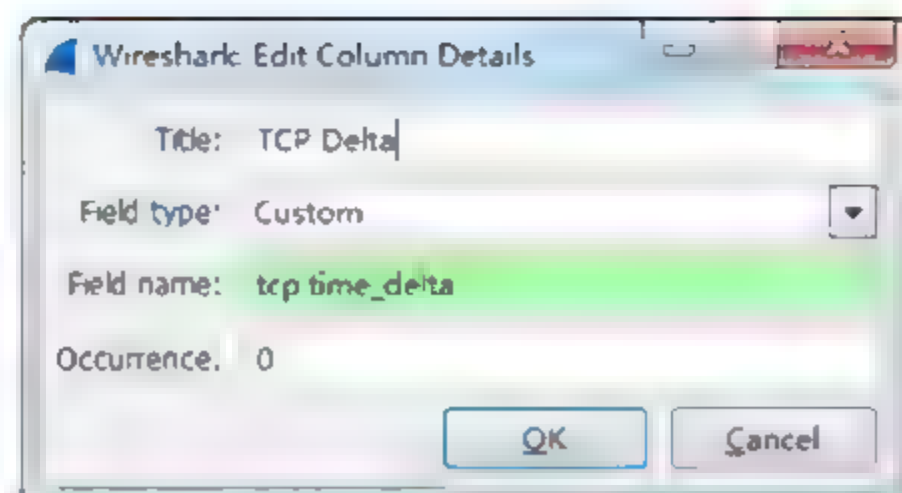 Wireshark: Edit Column Details
Title: TCP Delta
Field type: Custom
Field name: tcp.time_delta
Occurrence: 0
OK Cancel